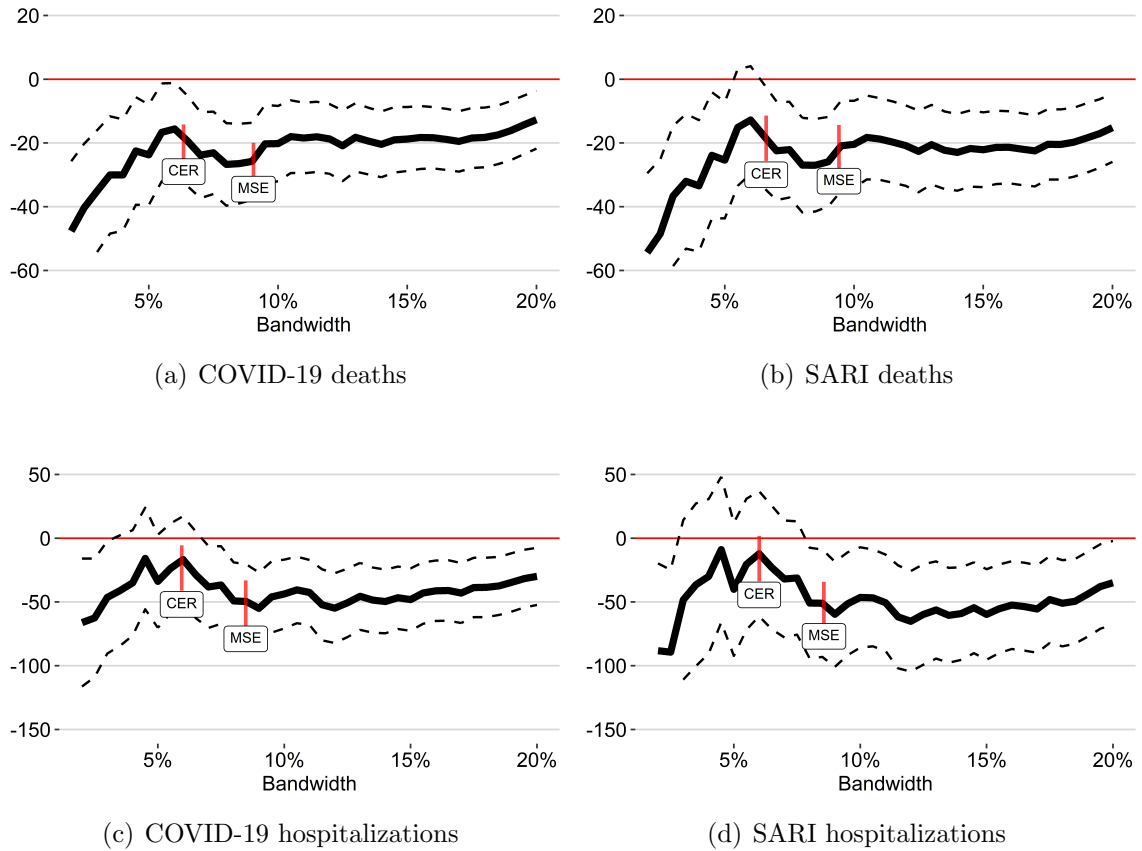 20
0
-20
-40
-60
CER
MSE
5% 10% 15% 20%
Bandwidth
(a) COVID-19 deaths
20
0
-20
-40
-60
CER
MSE
5% 10% 15% 20%
Bandwidth
(b) SARI deaths
50
0
-50
-100
-150
CER
MSE
5% 10% 15% 20%
Bandwidth
(c) COVID-19 hospitalizations
50
0
-50
-100
-150
CER
MSE
5% 10% 15% 20%
Bandwidth
(d) SARI hospitalizations